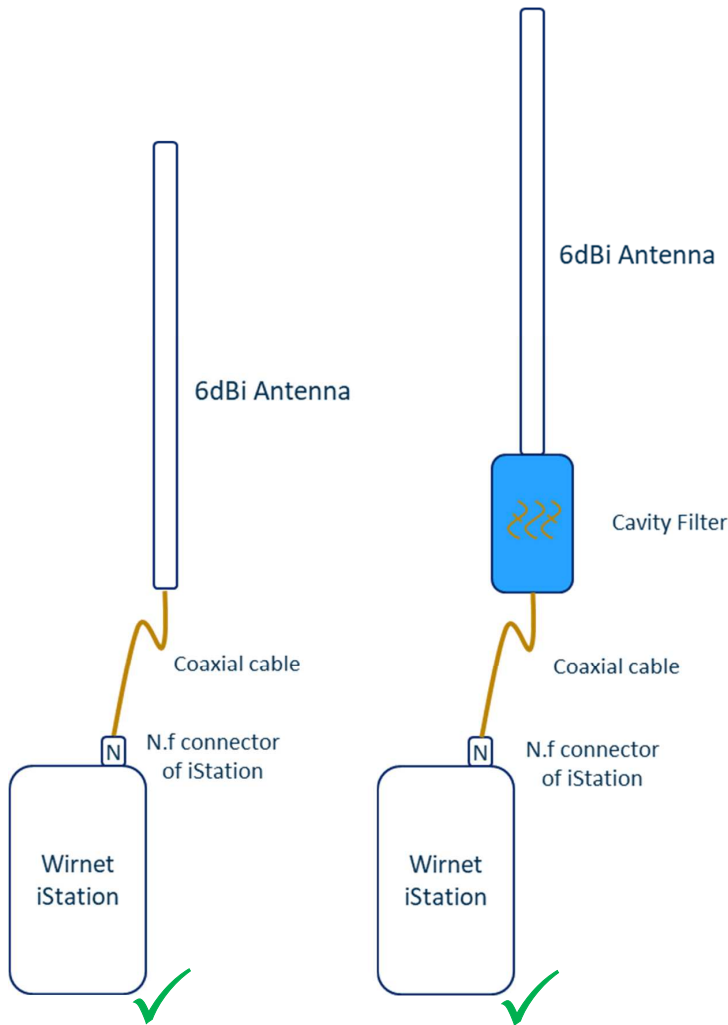 6dBi Antenna
Coaxial cable
N
N.f connector
of iStation
Wirnet
iStation
6dBi Antenna
Cavity Filter
Coaxial cable
N
N.f connector
of iStation
Wirnet
iStation